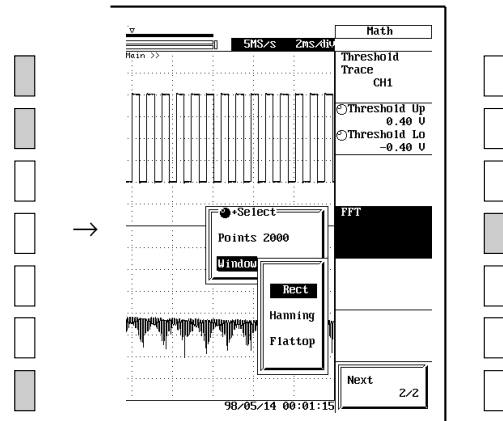 Math
5MS/s 2ms/div
Main >>
Threshold
Trace
CH1
Threshold Up
0.40 V
Threshold Lo
-0.40 V
FFT
+Select
Points 2000
Window
Rect
Hanning
Flattop
Next
2/2
98/05/14 00:01:15